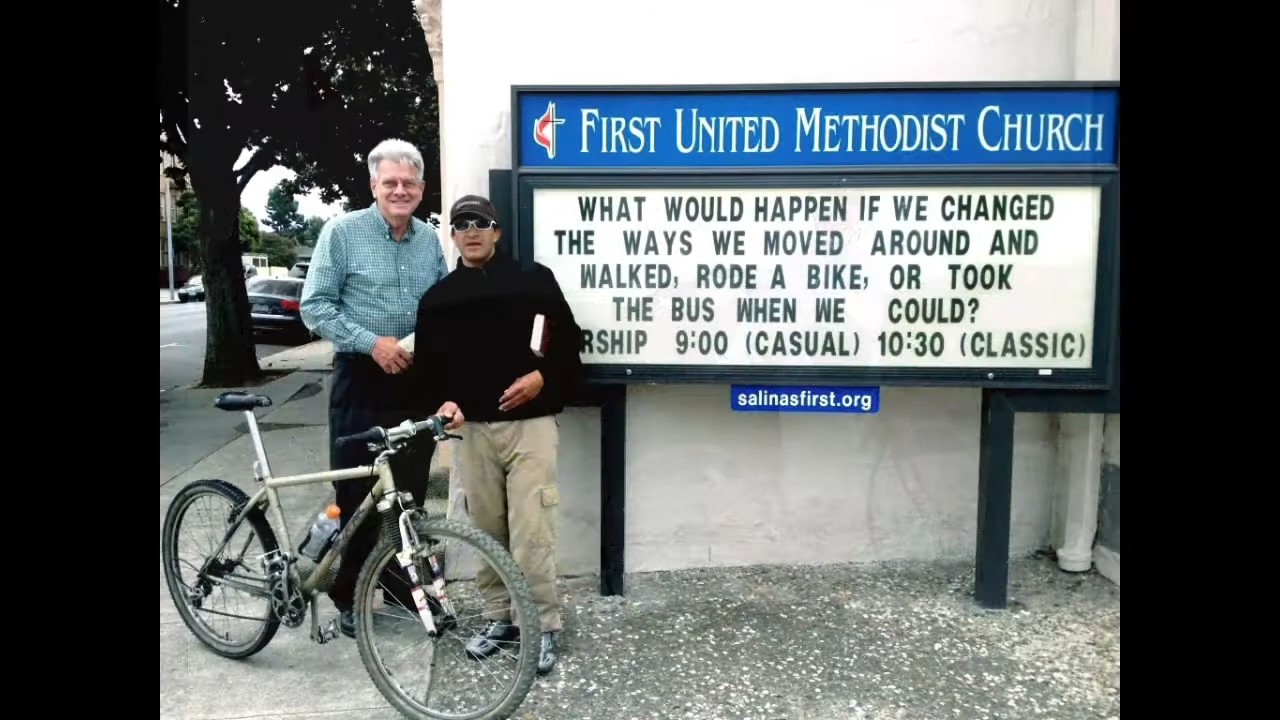 FIRST UNITED METHODIST CHURCH
WHAT WOULD HAPPEN IF WE CHANGED
THE WAYS WE MOVED AROUND AND
WALKED, RODE A BIKE, OR TOOK
THE BUS WHEN WE COULD?
RSHIP 9:00 (CASUAL) 10:30 (CLASSIC)
salinasfirst.org